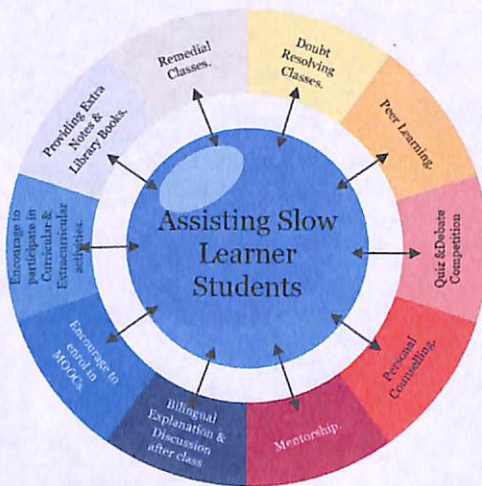 Assisting Slow
Learner
Students
Doubt
Resolving
Classes.
Peer Learning.
Quiz &Debate
Competition
Personal
Counselling.
Mentorship.
Bilingual
Explanation &
Discussion
after class
Encourage to
enrol in
MOOCs.
Encourage to
participate in
Curricular &
Extracurricular
activities.
Providing Extra
Notes &
Library Books.
Remedial
Classes.